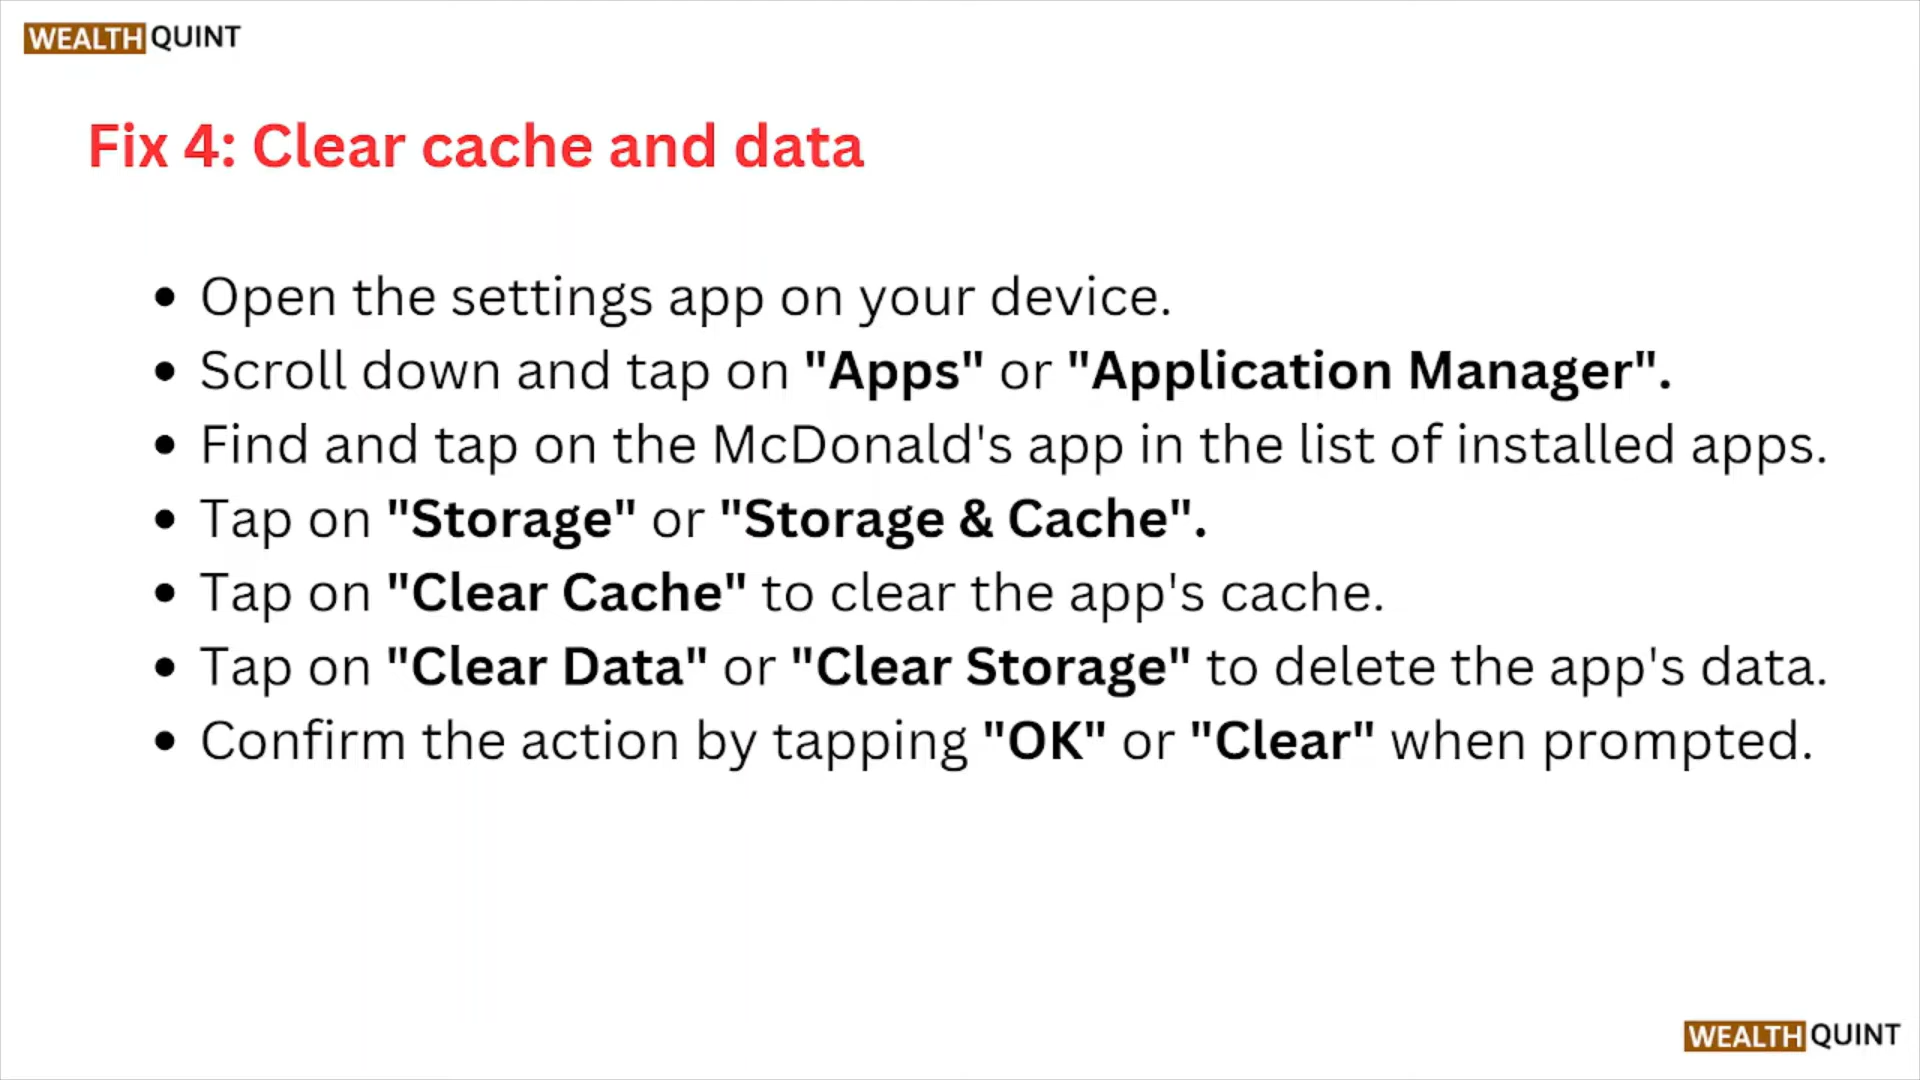 WEALTH QUINT
Fix 4: Clear cache and data
• Open the settings app on your device.
• Scroll down and tap on "Apps" or "Application Manager".
• Find and tap on the McDonald's app in the list of installed apps.
• Tap on "Storage" or "Storage & Cache".
• Tap on "Clear Cache" to clear the app's cache.
• Tap on "Clear Data" or "Clear Storage" to delete the app's data.
• Confirm the action by tapping "OK" or "Clear" when prompted.
WEALTH QUINT